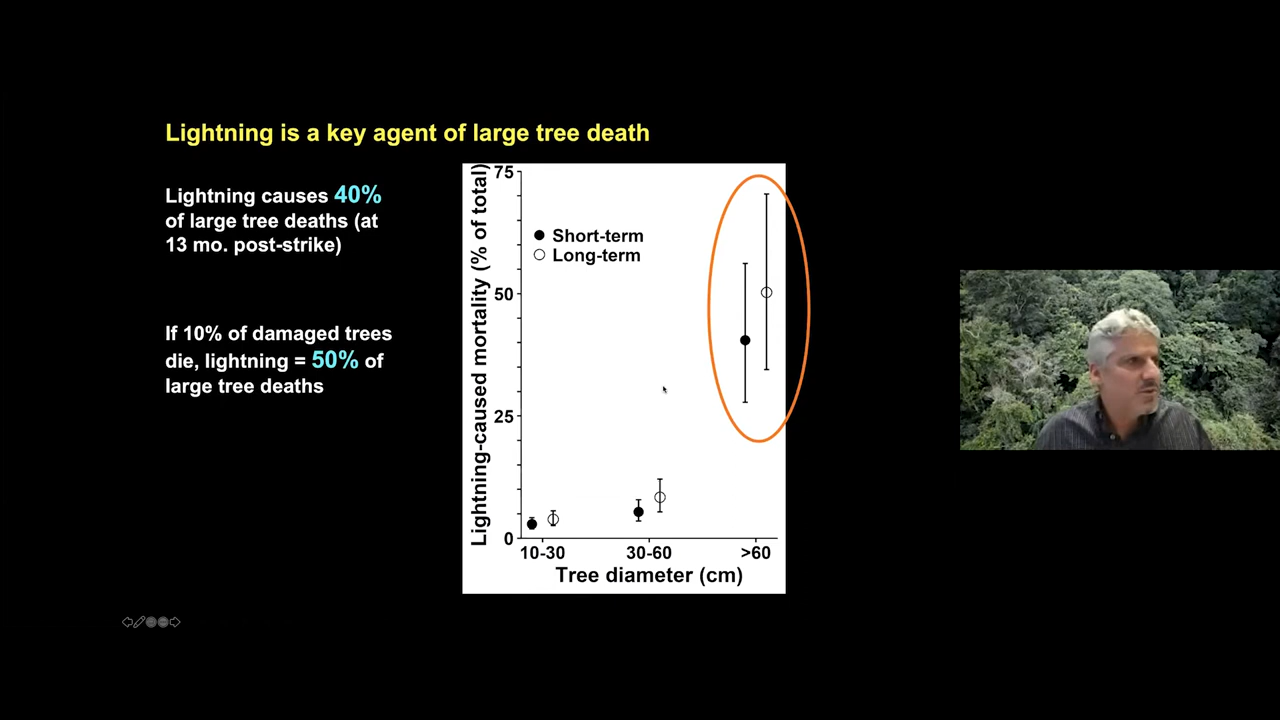 Lightning is a key agent of large tree death
Lightning causes 40%
of large tree deaths (at
13 mo. post-strike)
If 10% of damaged trees
die, lightning = 50% of
large tree deaths
Lightning-caused mortality (% of total)
75
50
25
0
Short-term
Long-term
10-30 30-60 >60
Tree diameter (cm)